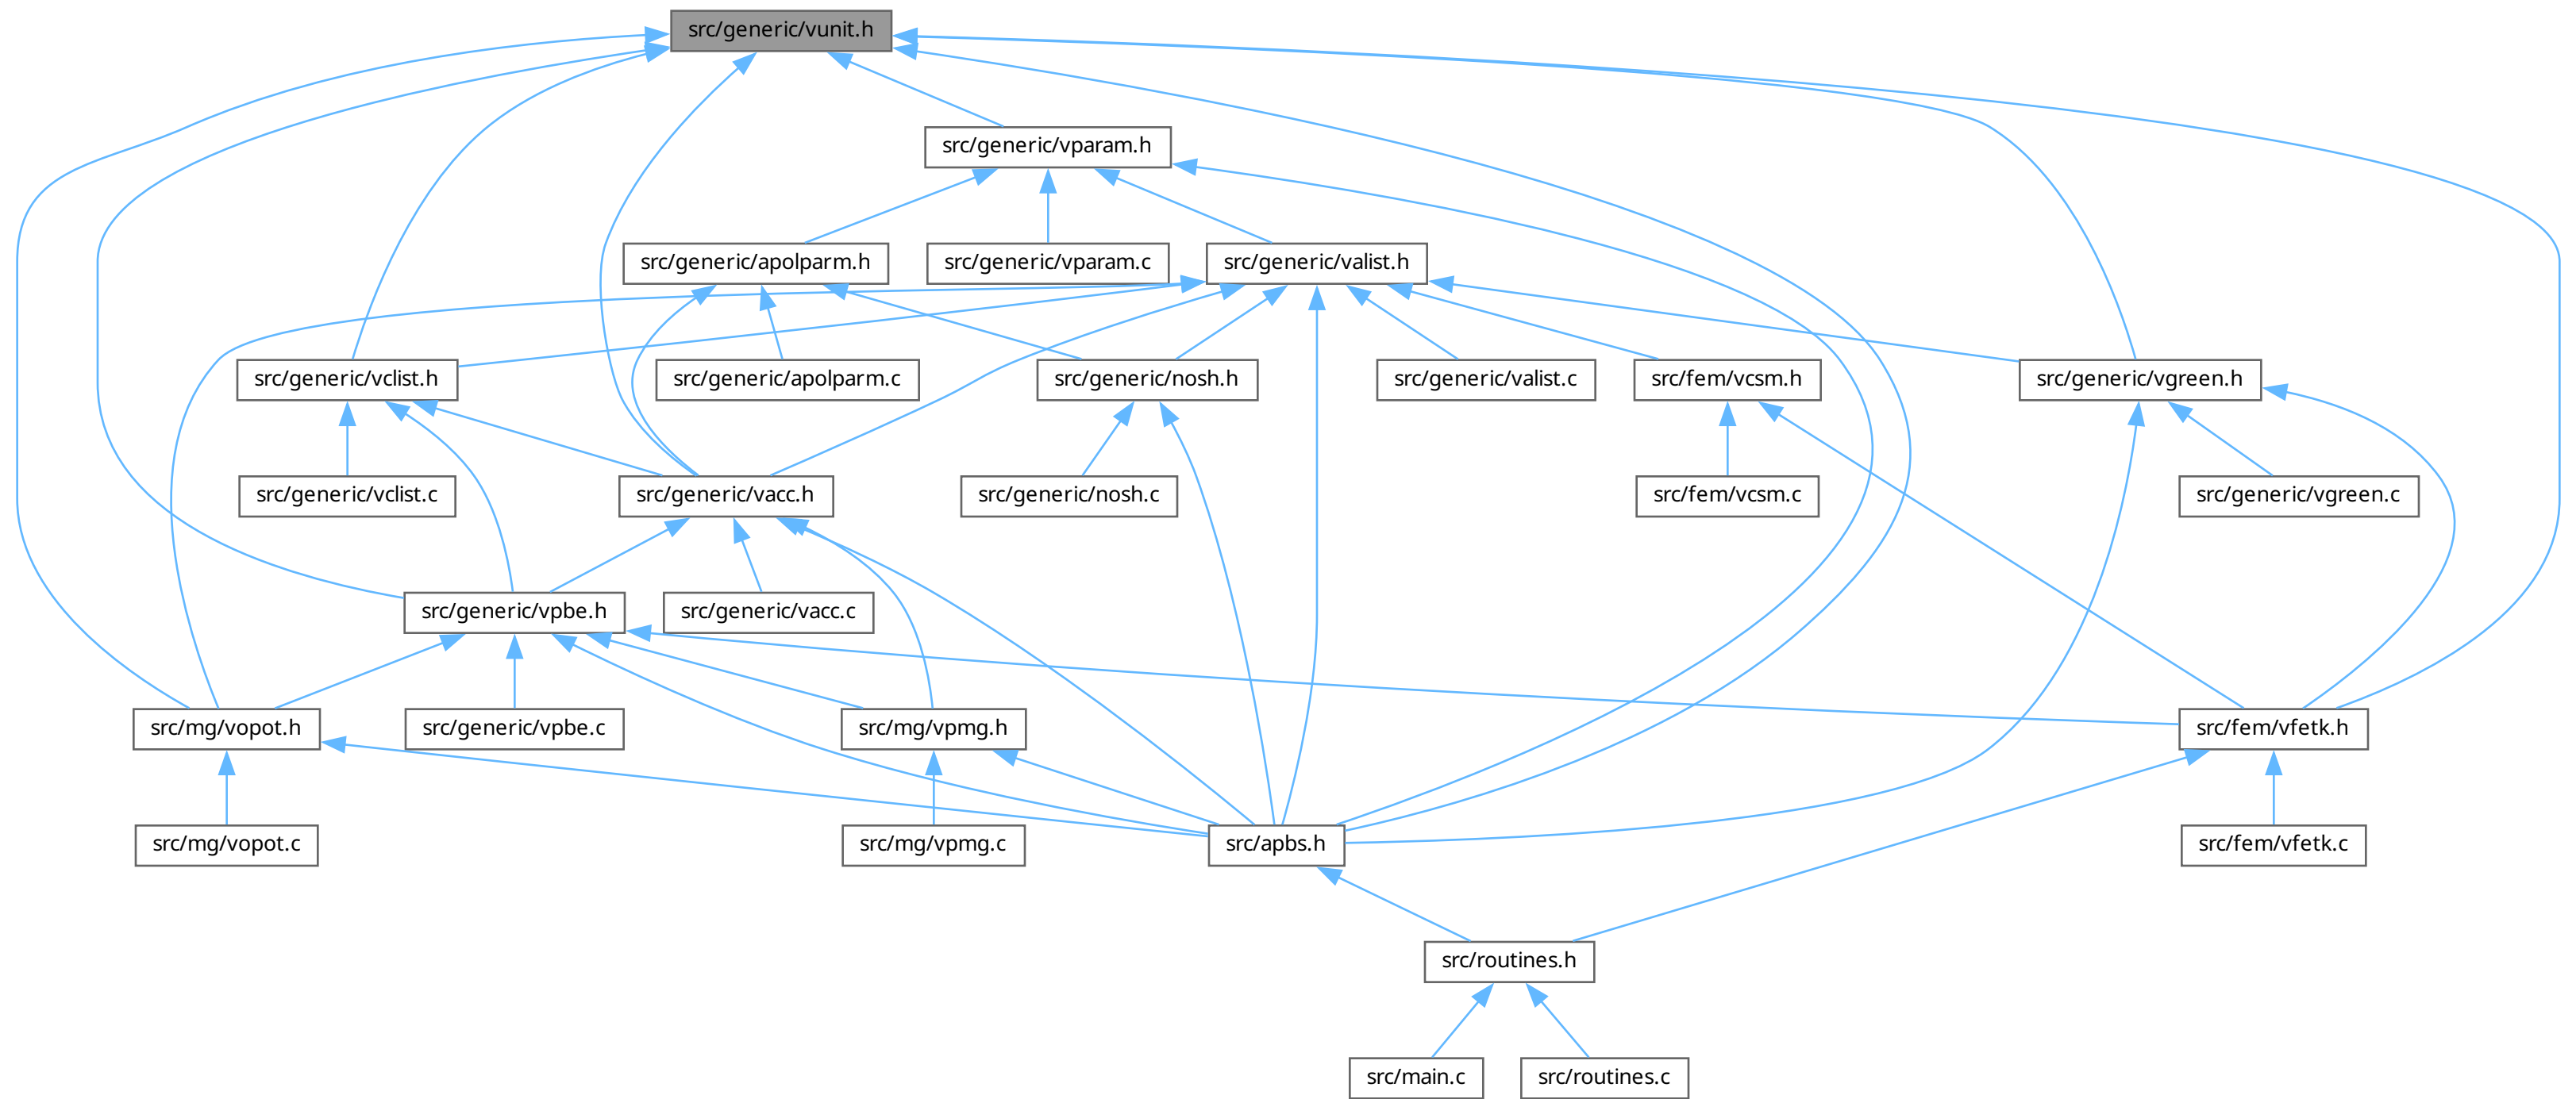 src/generic/vunit.h
src/generic/vparam.h
src/generic/apolparm.h
src/generic/vparam.c
src/generic/valist.h
src/generic/vclist.h
src/generic/apolparm.c
src/generic/nosh.h
src/generic/valist.c
src/fem/vcsm.h
src/generic/vgreen.h
src/generic/vclist.c
src/generic/vacc.h
src/generic/nosh.c
src/fem/vcsm.c
src/generic/vgreen.c
src/generic/vpbe.h
src/generic/vacc.c
src/mg/vopot.h
src/generic/vpbe.c
src/mg/vpmg.h
src/fem/vfetk.h
src/mg/vopot.c
src/mg/vpmg.c
src/apbs.h
src/fem/vfetk.c
src/routines.h
src/main.c
src/routines.c